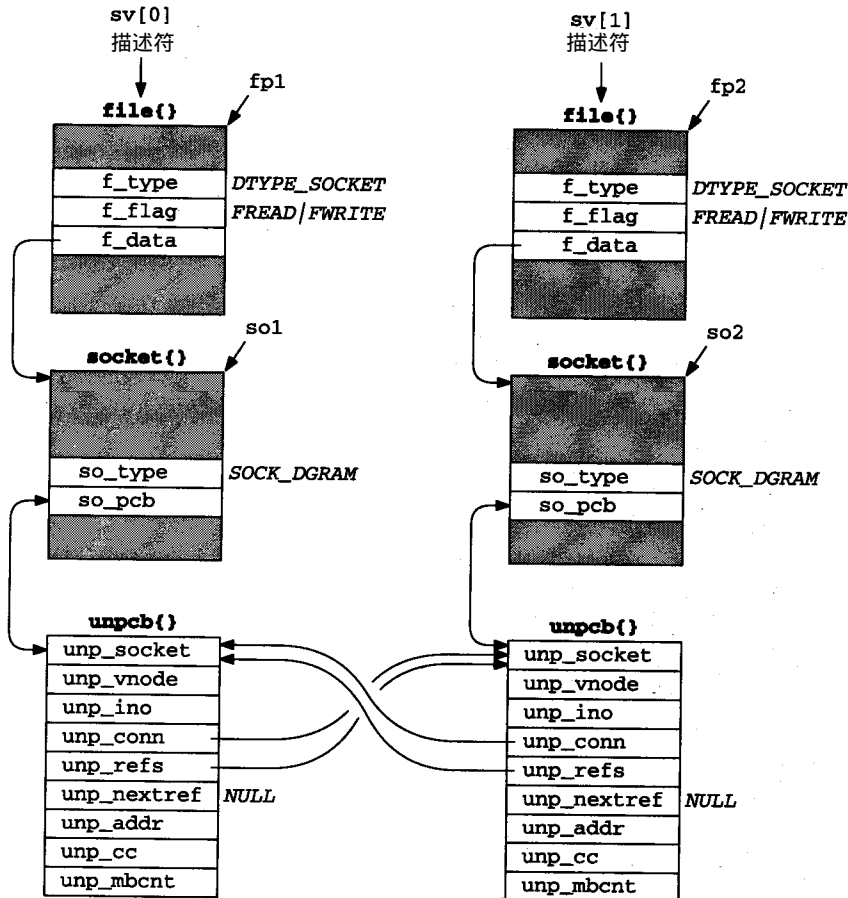 sv[0]
描述符
fp1
file{}
f_type DTYPE_SOCKET
f_flag FREAD|FWRITE
f_data
so1
socket{}
so_type SOCK_DGRAM
so_pcb
unpcb{}
unp_socket
unp_vnode
unp_ino
unp_conn
unp_refs
unp_nextref NULL
unp_addr
unp_cc
unp_mbcnt
sv[1]
描述符
fp2
file{}
f_type DTYPE_SOCKET
f_flag FREAD|FWRITE
f_data
so2
socket{}
so_type SOCK_DGRAM
so_pcb
unpcb{}
unp_socket
unp_vnode
unp_ino
unp_conn
unp_refs
unp_nextref NULL
unp_addr
unp_cc
unp_mbcnt